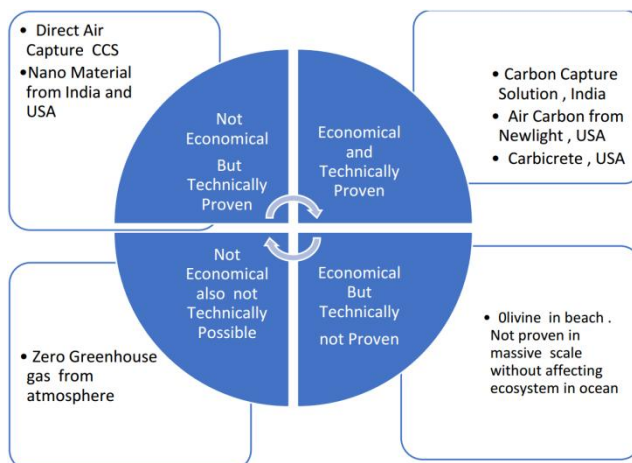 • Direct Air
Capture CCS
•Nano Material
from India and
USA
Not
Economical
But
Technically
Proven
Economical
and
Technically
Proven
• Carbon Capture
Solution , India
• Air Carbon from
Newlight , USA
• Carbicrete , USA
Not
Economical
also not
Technically
Possible
Economical
But
Technically
not Proven
• Zero Greenhouse
gas from
atmosphere
• 0livine in beach .
Not proven in
massive scale
without affecting
ecosystem in ocean